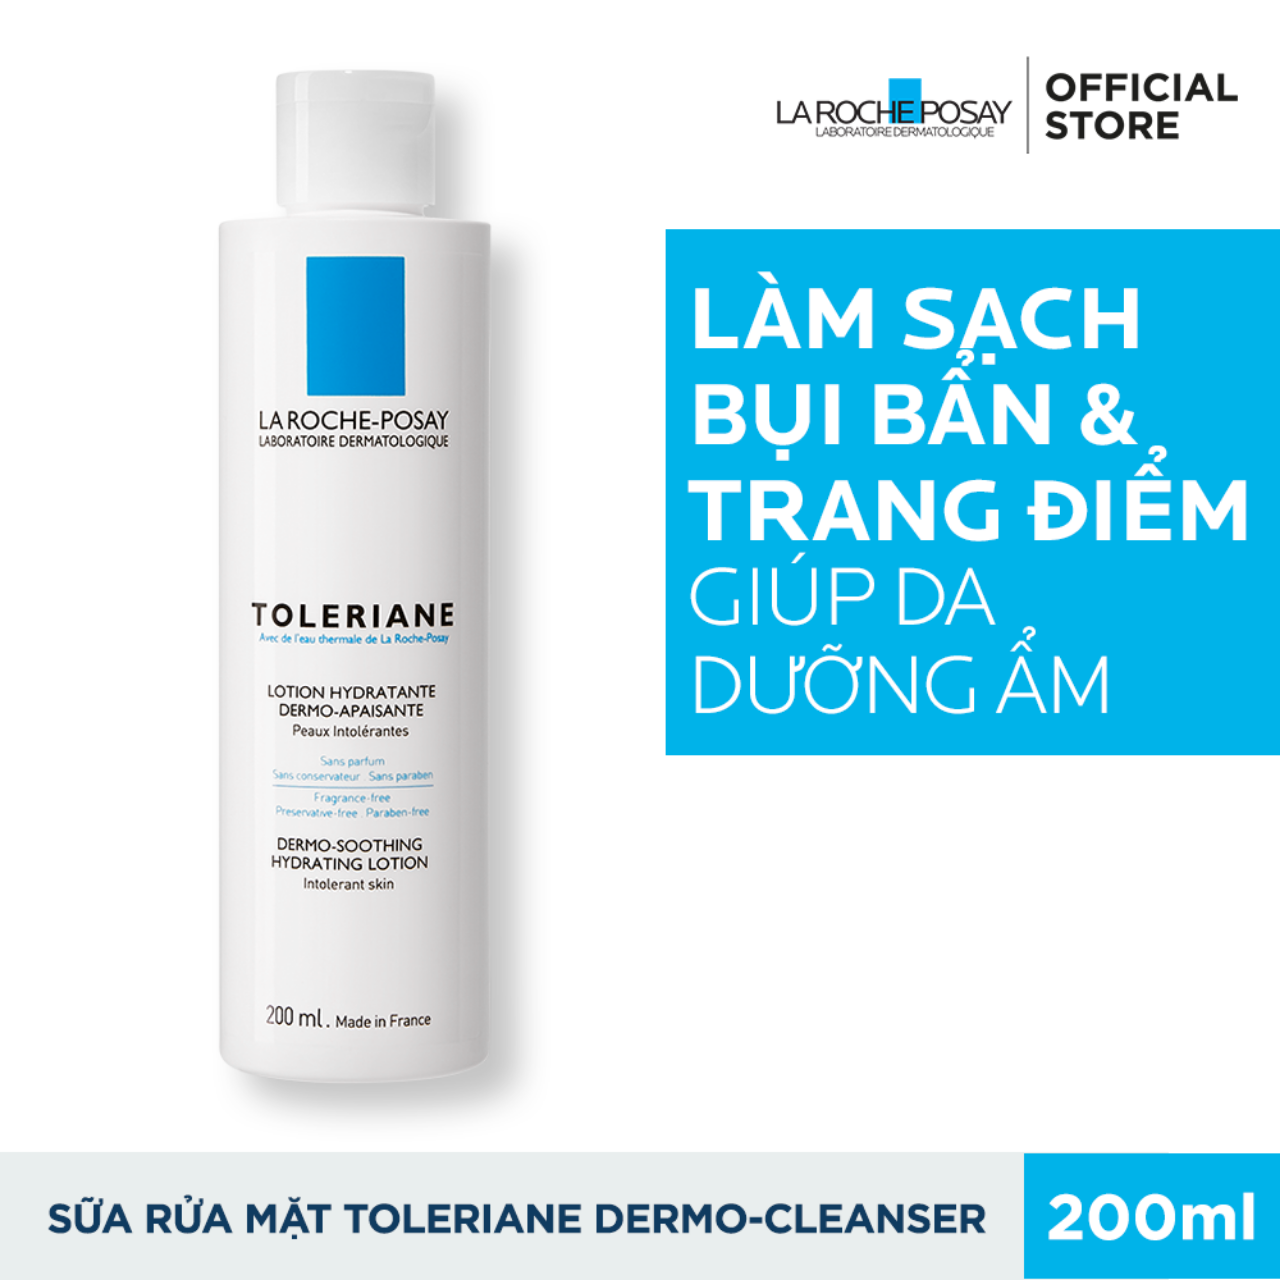 LA ROCHE POSAY
LABORATOIRE DERMATOLOGIQUE
OFFICIAL
STORE
LÀM SẠCH
BỤI BẨN &
TRANG ĐIỂM
GIÚP DA
DƯỠNG ẨM
LA ROCHE-POSAY
LABORATOIRE DERMATOLOGIQUE
TOLERIANE
Avec de l'eau thermale de La Roche-Posay
LOTION HYDRATANTE
DERMO-APAISANTE
Peaux Intolérantes
Sans parfum
Sans conservateur . Sans paraben
Fragrance-free
Preservative-free . Paraben-free
DERMO-SOOTHING
HYDRATING LOTION
Intolerant skin
200 ml. Made in France
SỮA RỬA MẶT TOLERIANE DERMO-CLEANSER
200ml